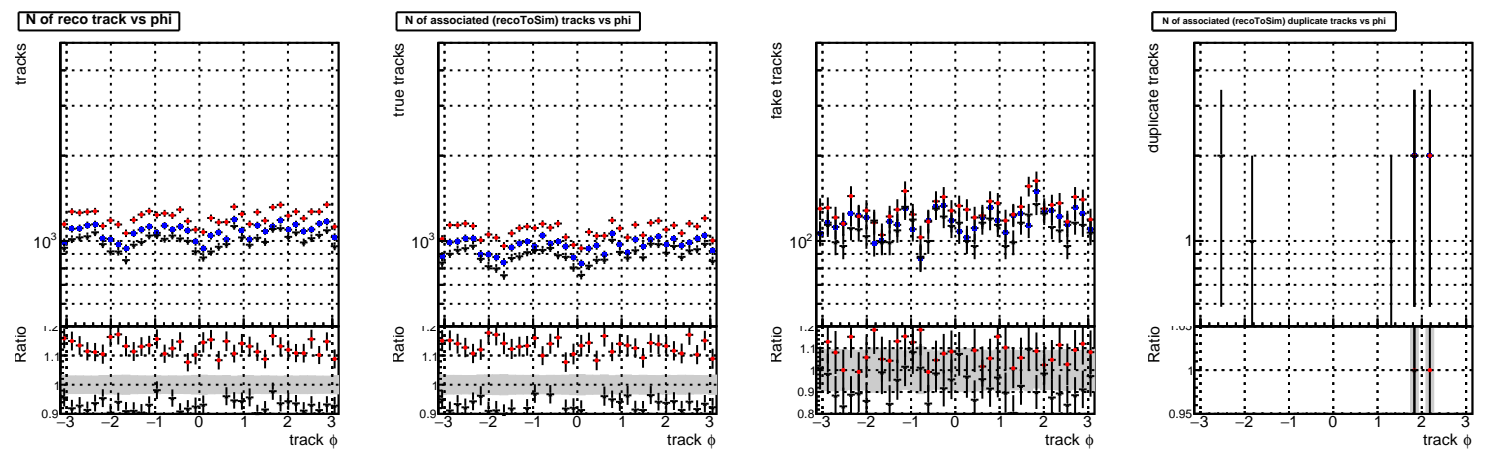 N of reco track vs phi
tracks
10³
Ratio
1.2
1.1
1
0.9
−3 −2 −1 0 1 2 3
track ϕ
N of associated (recoToSim) tracks vs phi
true tracks
10³
Ratio
1.2
1.1
1
0.9
−3 −2 −1 0 1 2 3
track ϕ
fake tracks
10²
Ratio
1.2
1.1
1
0.9
0.8
−3 −2 −1 0 1 2 3
track ϕ
N of associated (recoToSim) duplicate tracks vs phi
duplicate tracks
1
Ratio
1.05
1
0.95
−3 −2 −1 0 1 2 3
track ϕ